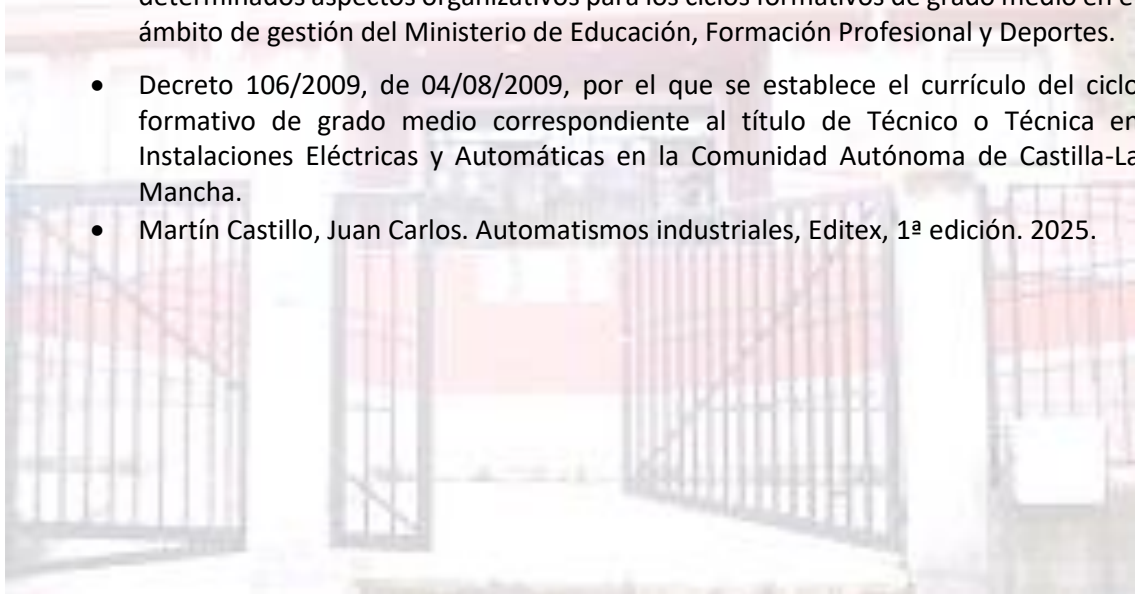 determinados aspectos organizativos para los ciclos formativos de grado medio en el
ámbito de gestión del Ministerio de Educación, Formación Profesional y Deportes.
• Decreto 106/2009, de 04/08/2009, por el que se establece el currículo del ciclo
formativo de grado medio correspondiente al título de Técnico o Técnica en
Instalaciones Eléctricas y Automáticas en la Comunidad Autónoma de Castilla-La
Mancha.
• Martín Castillo, Juan Carlos. Automatismos industriales, Editex, 1ª edición. 2025.